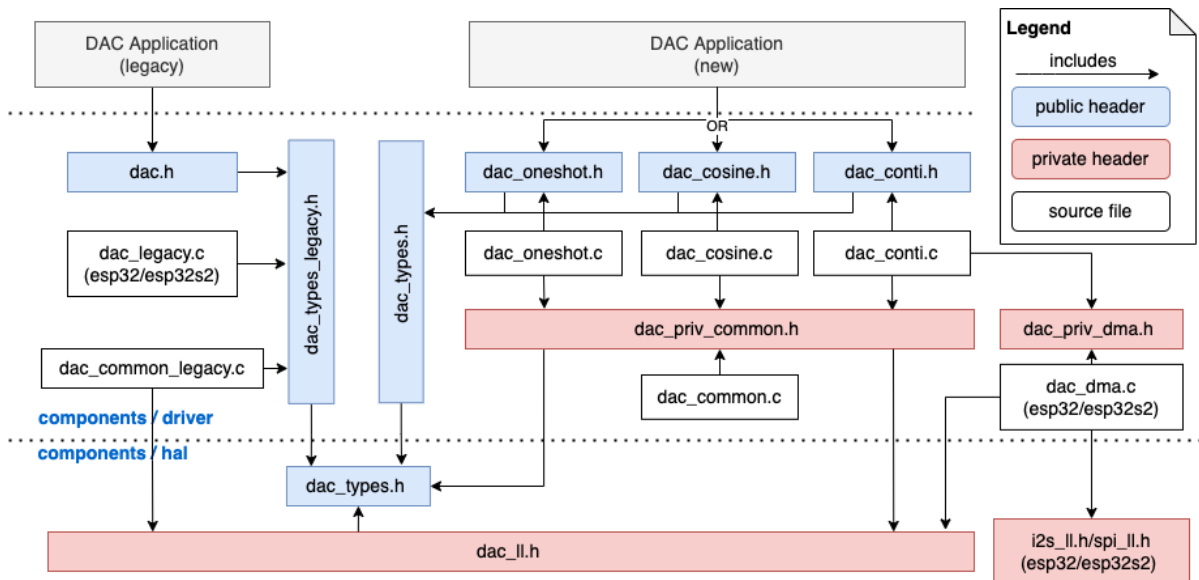 DAC Application
(legacy)
DAC Application
(new)
Legend
includes
public header
private header
source file
OR
dac.h
dac_types_legacy.h
dac_types.h
dac_oneshot.h
dac_cosine.h
dac_conti.h
dac_legacy.c
(esp32/esp32s2)
dac_oneshot.c
dac_cosine.c
dac_conti.c
dac_priv_common.h
dac_priv_dma.h
dac_common_legacy.c
dac_common.c
dac_dma.c
(esp32/esp32s2)
components / driver
components / hal
dac_types.h
dac_ll.h
i2s_ll.h/spi_ll.h
(esp32/esp32s2)